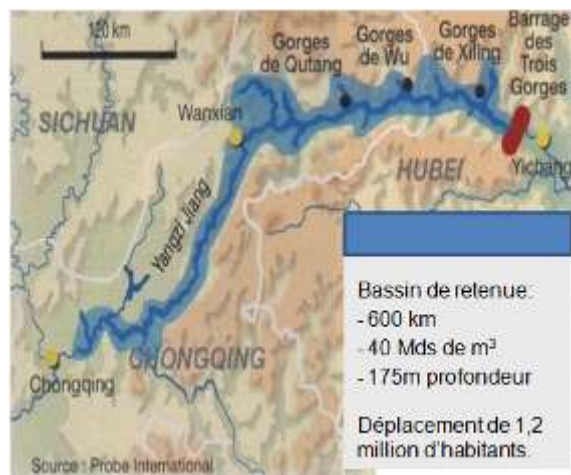 120 km
Gorges
de Qutang
Gorges
de Wu
Gorges
de Xiling
Barrage
des
Trois
Gorges
Wanxian
SICHUAN
HUBEI
Yichang
Yangzi Jiang
CHONGQING
Chongqing
Bassin de retenue:
- 600 km
- 40 Mds de m³
- 175m profondeur
Déplacement de 1,2
million d'habitants.
Source : Probe International